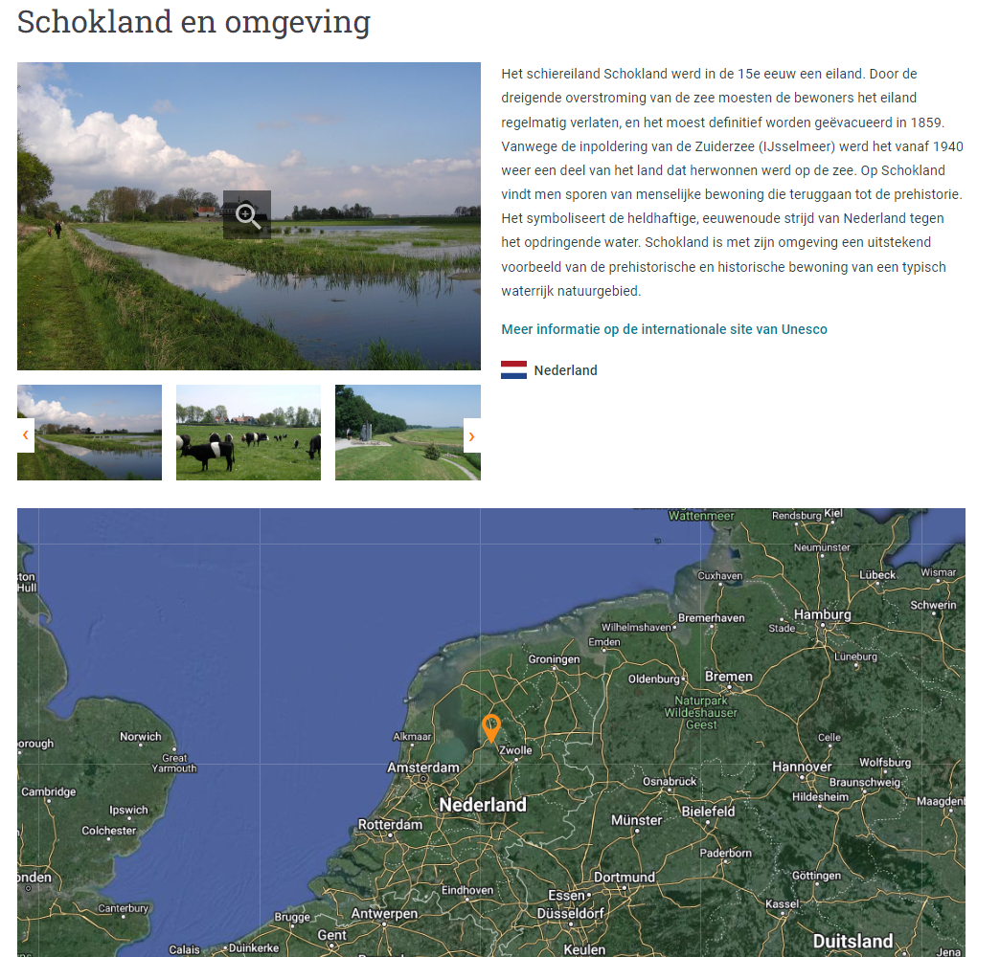 Schokland en omgeving
Het schiereiland Schokland werd in de 15e eeuw een eiland. Door de
dreigende overstroming van de zee moesten de bewoners het eiland
regelmatig verlaten, en het moest definitief worden geëvacueerd in 1859.
Vanwege de inpoldering van de Zuiderzee (IJsselmeer) werd het vanaf 1940
weer een deel van het land dat herwonnen werd op de zee. Op Schokland
vindt men sporen van menselijke bewoning die teruggaan tot de prehistorie.
Het symboliseert de heldhaftige, eeuwenoude strijd van Nederland tegen
het opdringende water. Schokland is met zijn omgeving een uitstekend
voorbeeld van de prehistorische en historische bewoning van een typisch
waterrijk natuurgebied.
Meer informatie op de internationale site van Unesco
Nederland
Wattenmeer
Rendsburg
Kiel
Neumünster
ston
Hull
Cuxhaven
Lübeck
Wismar
Schwerin
Wilhelmshaven
Bremerhaven
Stade
Hamburg
Emden
Groningen
Lüneburg
Oldenburg
Bremen
Naturpark
Wildeshauser
Geest
Norwich
Great
Yarmouth
orough
Alkmaar
Zwolle
Celle
Amsterdam
Hannover
Wolfsburg
Cambridge
Osnabrück
Braunschweig
Hildesheim
Maagden
Ipswich
Nederland
Bielefeld
Colchester
Rotterdam
Münster
Paderborn
onden
Dortmund
Göttingen
Eindhoven
Essen
Canterbury
Brugge
Antwerpen
Düsseldorf
Kassel
Gent
Duitsland
Calais
Duinkerke
Keulen
Jena